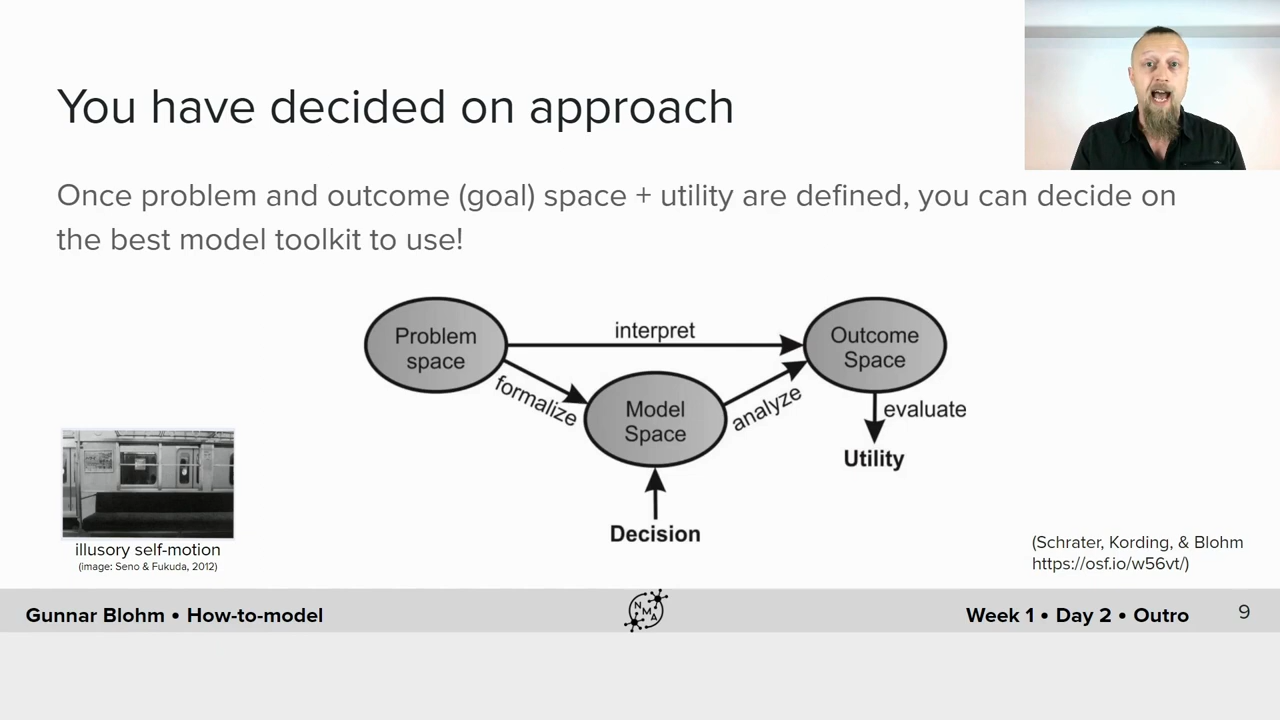 You have decided on approach
Once problem and outcome (goal) space + utility are defined, you can decide on
the best model toolkit to use!
Problem
space
interpret
Outcome
Space
formalize
Model
Space
analyze
evaluate
Utility
Decision
illusory self-motion
(image: Seno & Fukuda, 2012)
(Schrater, Kording, & Blohm
https://osf.io/w56vt/)
Gunnar Blohm • How-to-model
NMA
Week 1 • Day 2 • Outro
9